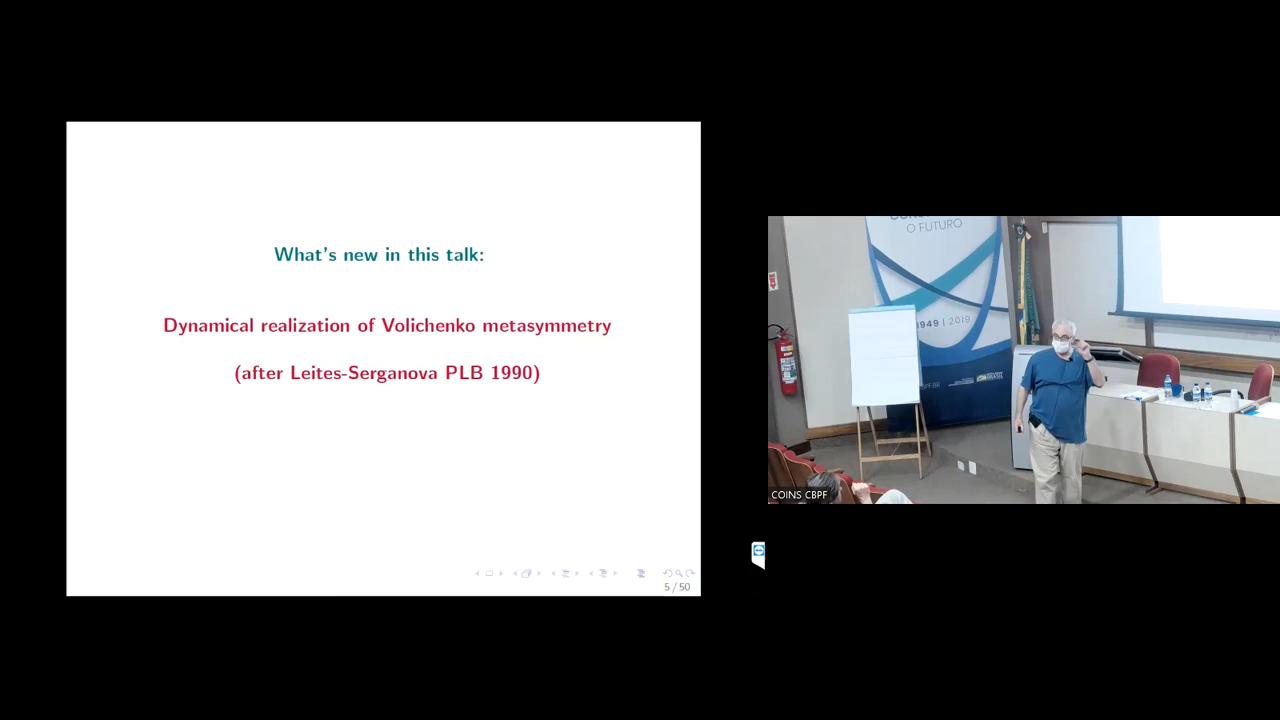 What's new in this talk:
Dynamical realization of Volichenko metasymmetry
(after Leites-Serganova PLB 1990)
5 / 50
O FUTURO
1949 | 2019
COINS CBPF